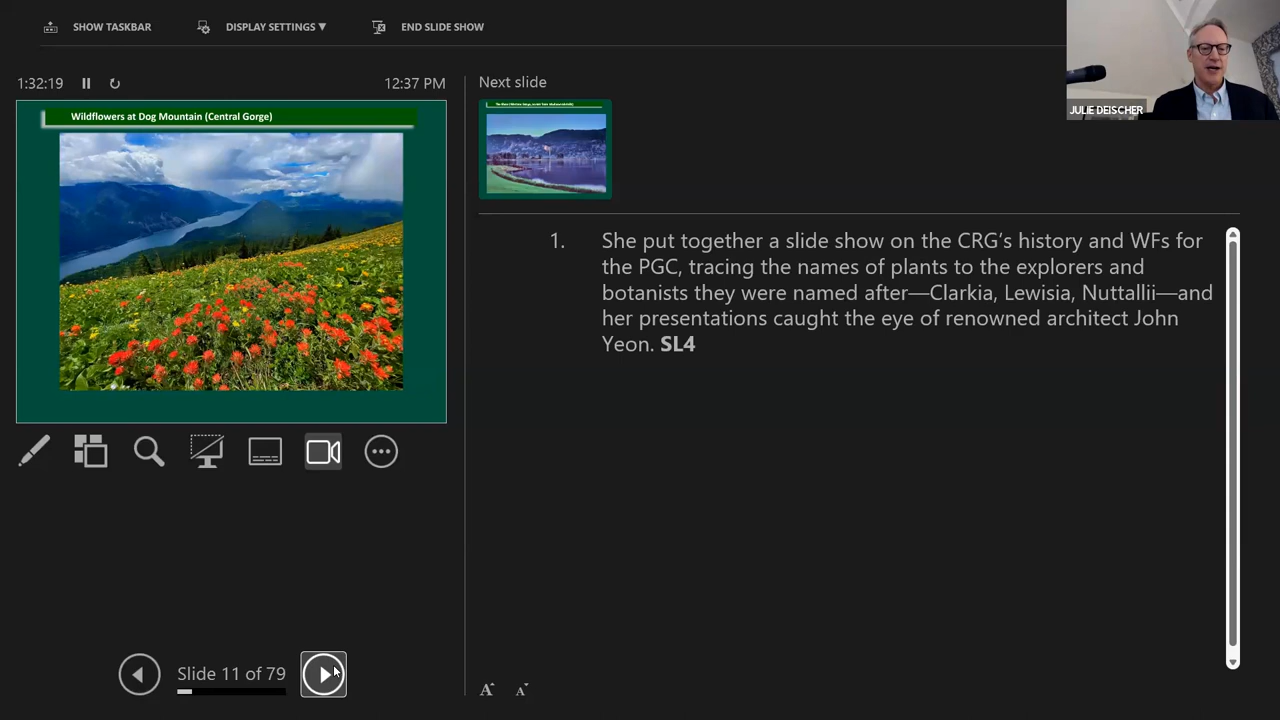 SHOW TASKBAR
DISPLAY SETTINGS ▼
END SLIDE SHOW
JULIE DEISCHER
1:32:19
12:37 PM
Next slide
Wildflowers at Dog Mountain (Central Gorge)
1. She put together a slide show on the CRG‘s history and WFs for
the PGC, tracing the names of plants to the explorers and
botanists they were named after—Clarkia, Lewisia, Nuttallii—and
her presentations caught the eye of renowned architect John
Yeon. SL4
Slide 11 of 79
A A